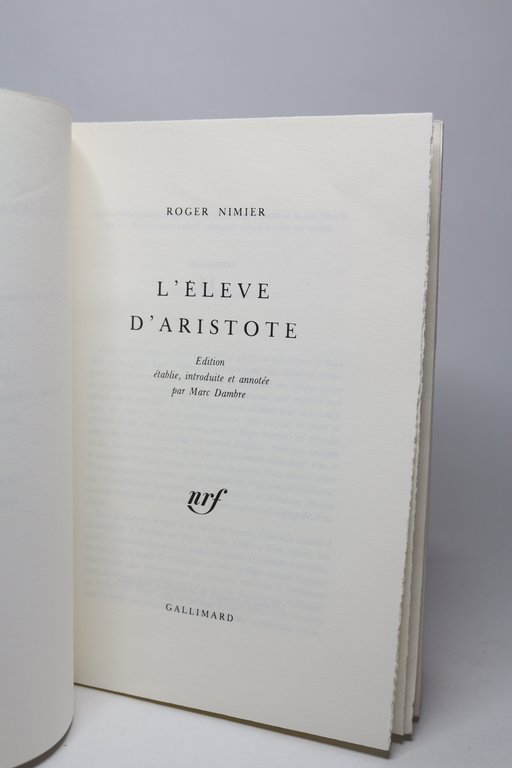 ROGER NIMIER
L'ÉLEVE
D'ARISTOTE
Edition
établie, introduite et annotée
par Marc Dambre
nrf
GALLIMARD